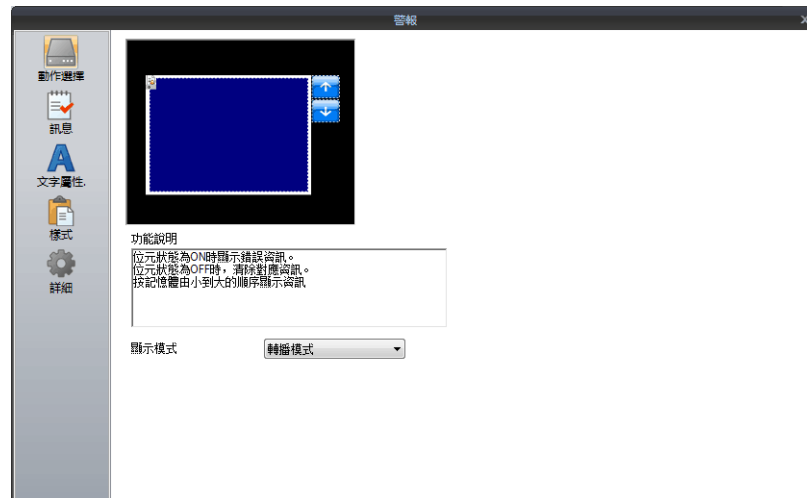 警報
動作選擇
訊息
文字屬性.
樣式
詳細
功能說明
位元狀態為ON時顯示錯誤資訊。
位元狀態為OFF時，清除對應資訊。
按記憶體由小到大的順序顯示資訊
顯示模式
轉播模式